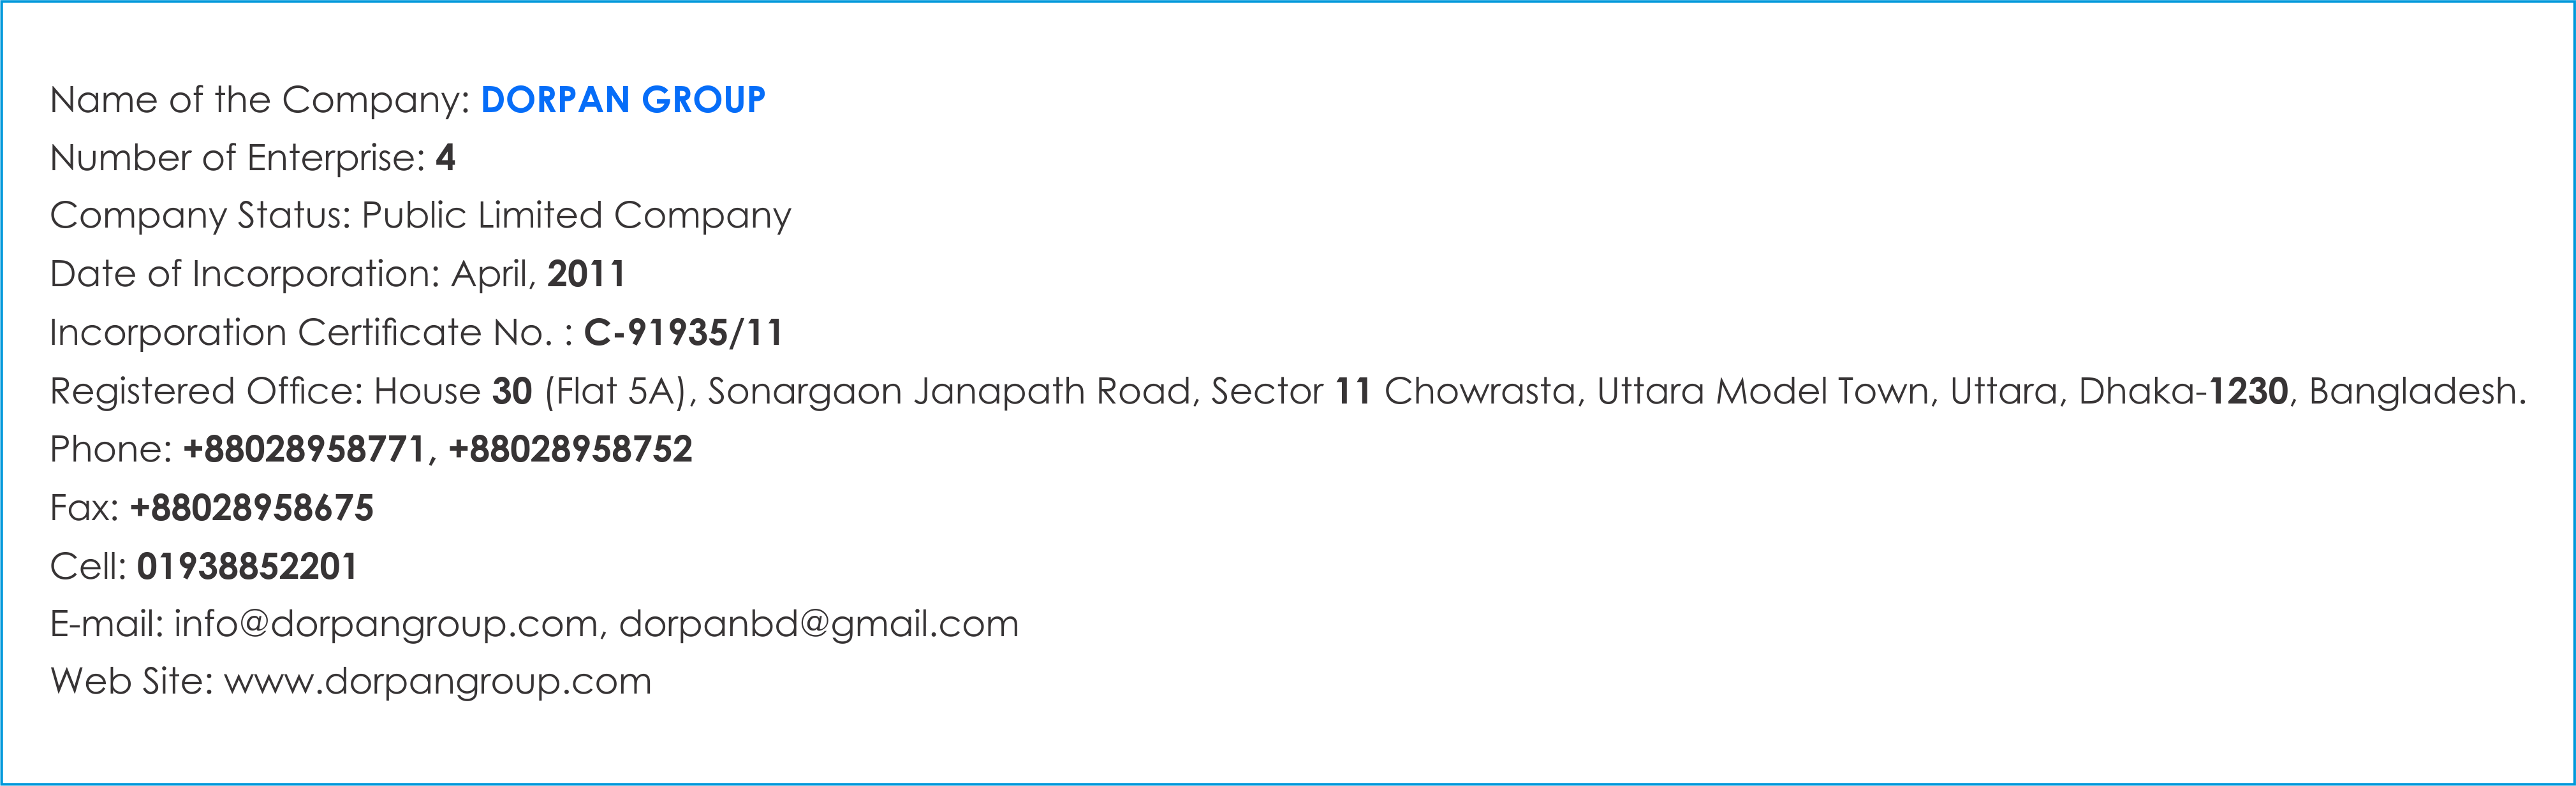 Name of the Company: DORPAN GROUP
Number of Enterprise: 4
Company Status: Public Limited Company
Date of Incorporation: April, 2011
Incorporation Certificate No. : C-91935/11
Registered Office: House 30 (Flat 5A), Sonargaon Janapath Road, Sector 11 Chowrasta, Uttara Model Town, Uttara, Dhaka-1230, Bangladesh.
Phone: +88028958771, +88028958752
Fax: +88028958675
Cell: 01938852201
E-mail: info@dorpangroup.com, dorpanbd@gmail.com
Web Site: www.dorpangroup.com